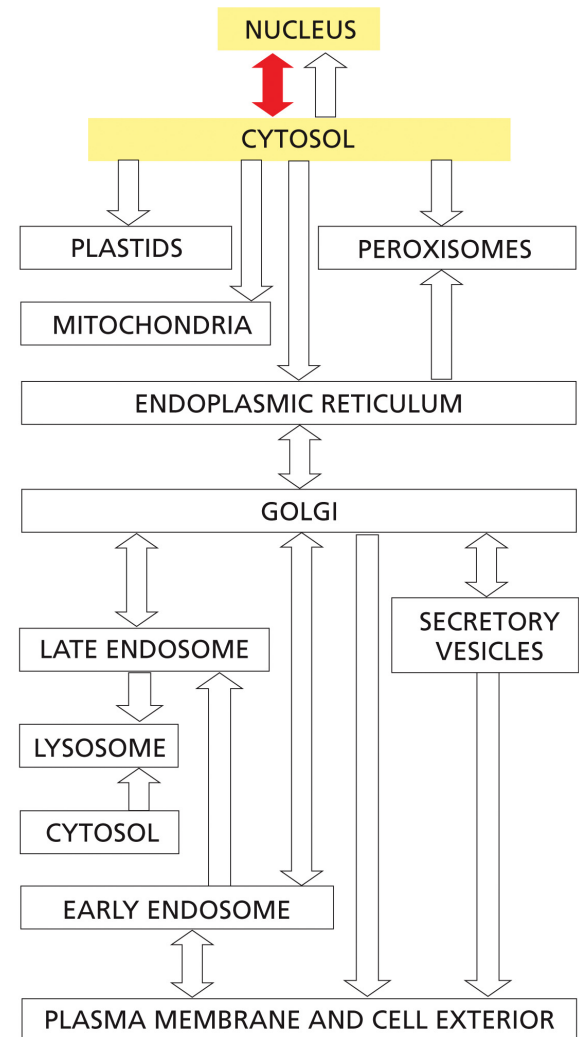 NUCLEUS
CYTOSOL
PLASTIDS
PEROXISOMES
MITOCHONDRIA
ENDOPLASMIC RETICULUM
GOLGI
SECRETORY
VESICLES
LATE ENDOSOME
LYSOSOME
CYTOSOL
EARLY ENDOSOME
PLASMA MEMBRANE AND CELL EXTERIOR